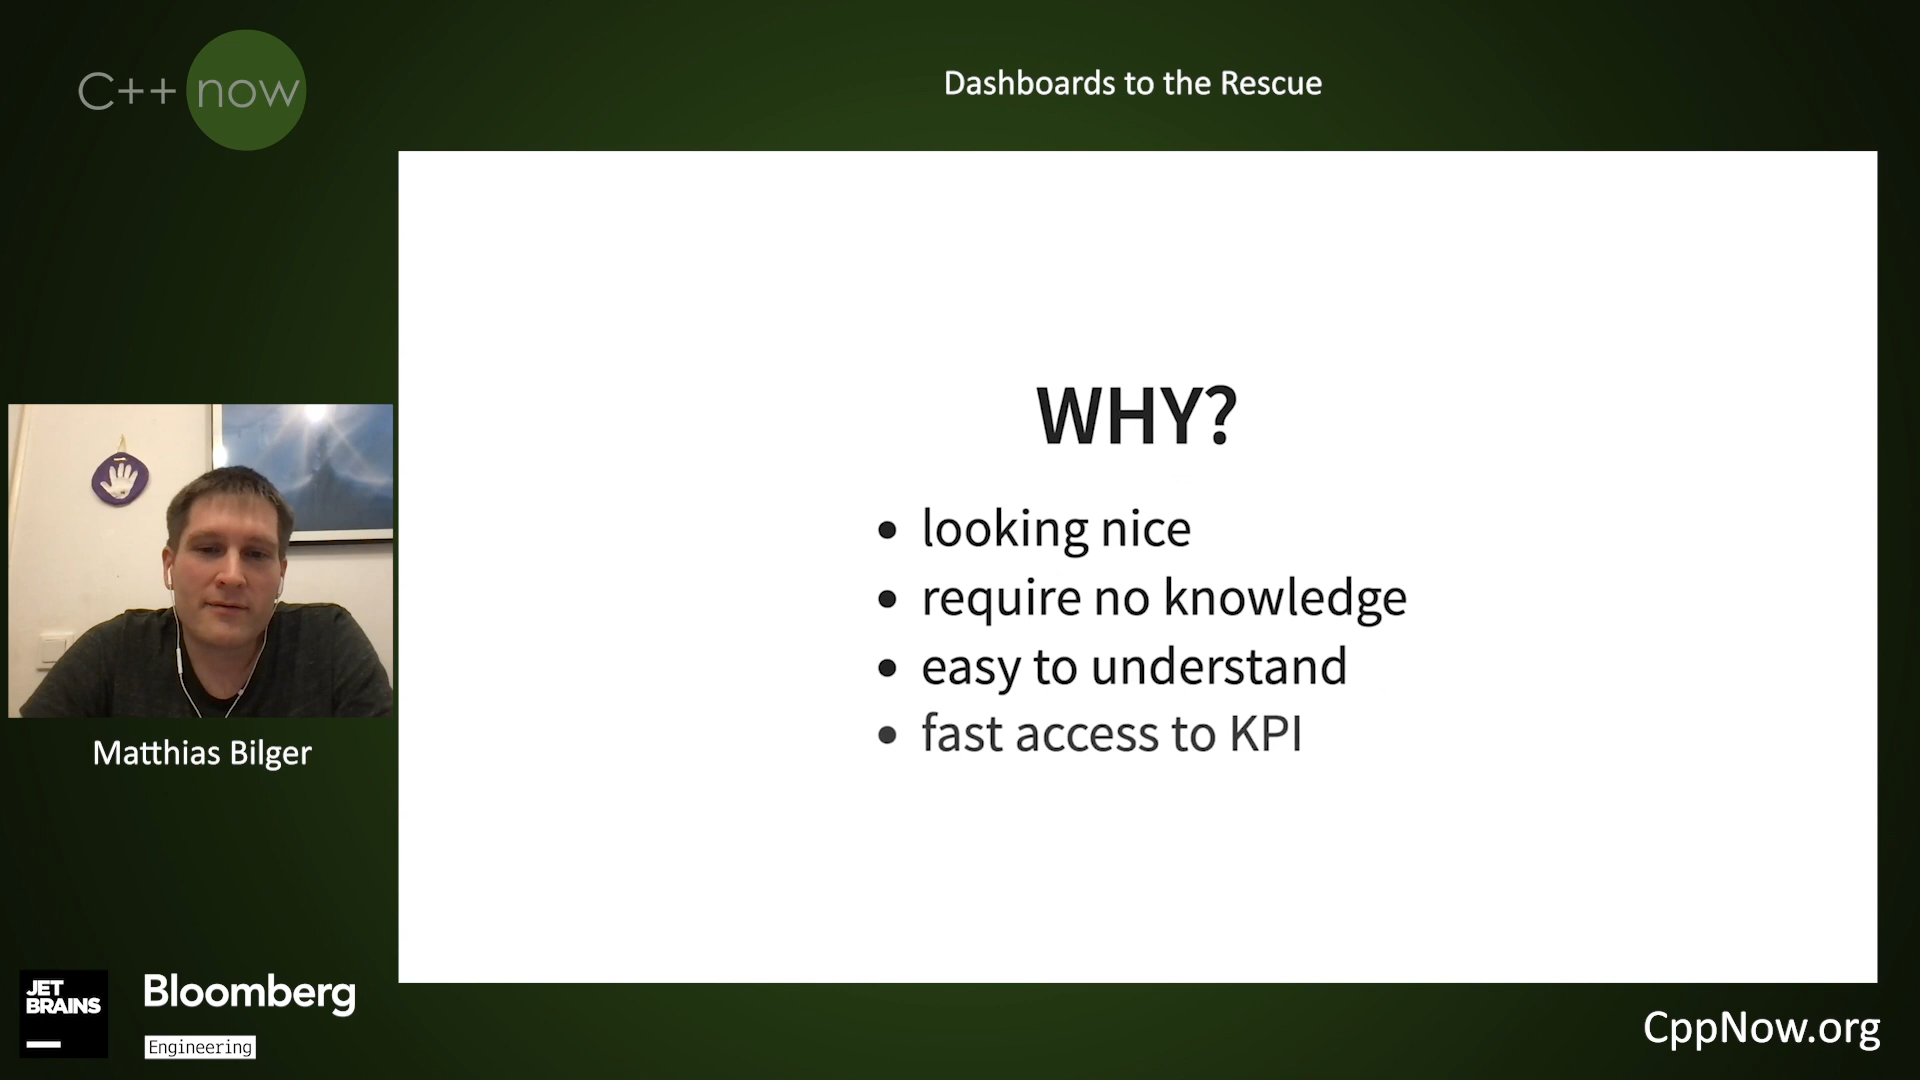 C++ now
Dashboards to the Rescue
WHY?
• looking nice
• require no knowledge
• easy to understand
• fast access to KPI
Matthias Bilger
JET
BRAINS
Bloomberg
Engineering
CppNow.org